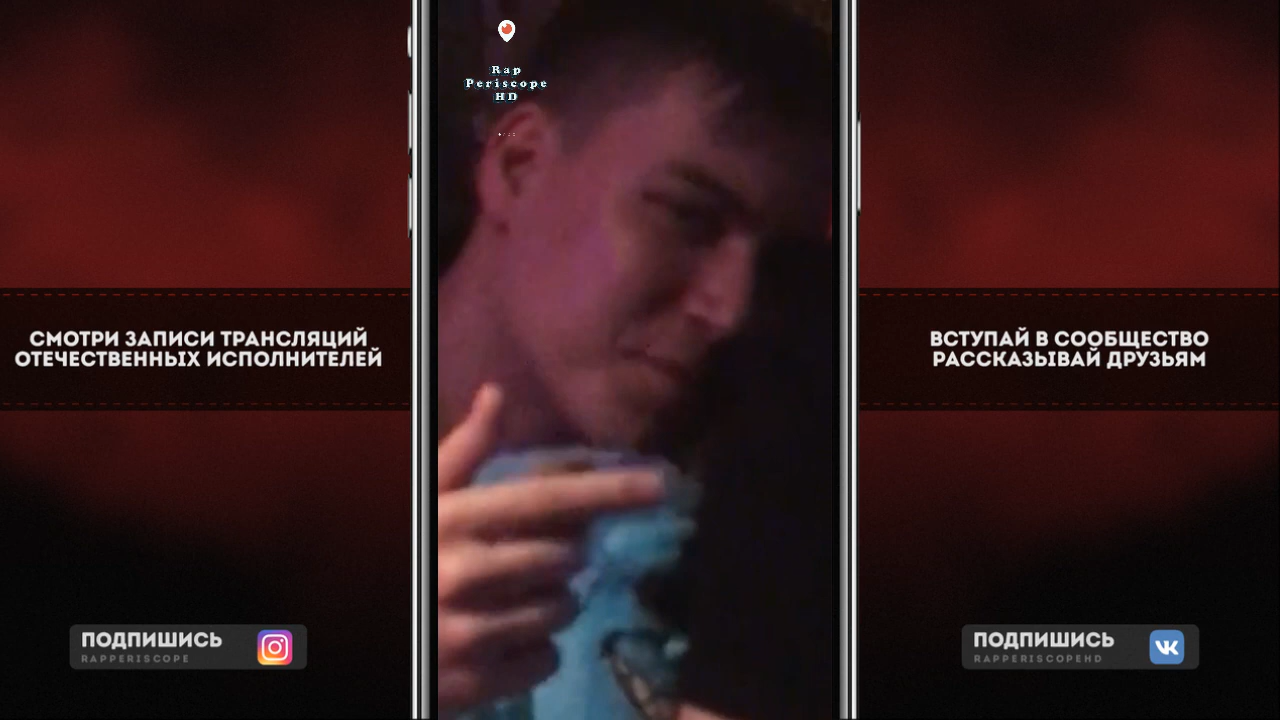 Rap
Periscope
HD
СМОТРИ ЗАПИСИ ТРАНСЛЯЦИЙ
ОТЕЧЕСТВЕННЫХ ИСПОЛНИТЕЛЕЙ
ВСТУПАЙ В СООБЩЕСТВО
РАССКАЗЫВАЙ ДРУЗЬЯМ
ПОДПИШИСЬ
RAPPERISCOPE
ПОДПИШИСЬ
RAPPERISCOPEHD